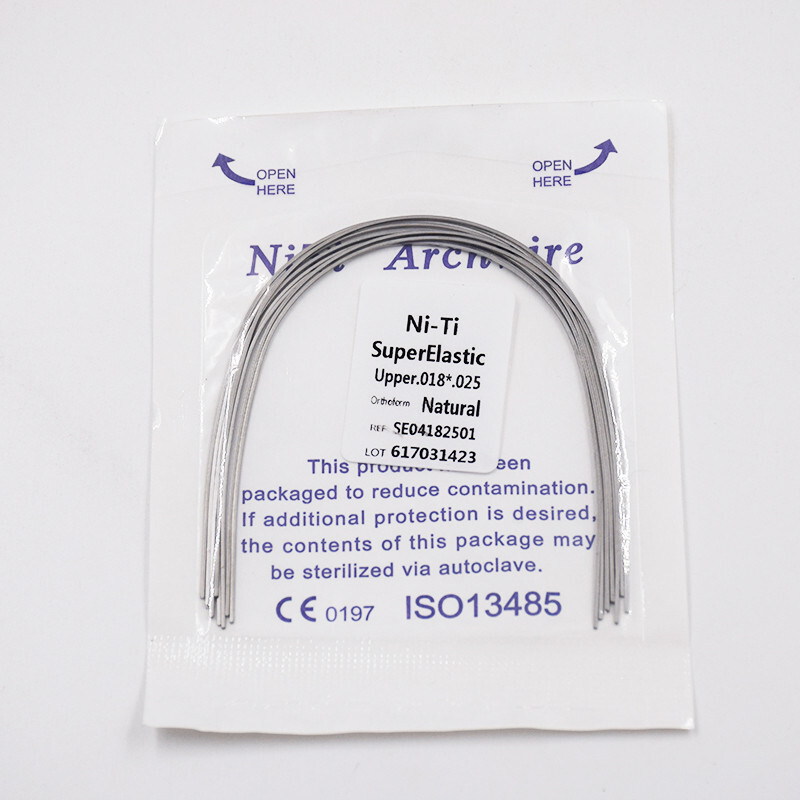 OPEN
HERE
OPEN
HERE
Ni-Ti
SuperElastic
Upper.018*.025
Orthoform Natural
REF SE04182501
LOT 617031423
This een
packaged to reduce contamination.
If additional protection is desired,
the contents of this package may
be sterilized via autoclave.
CE 0197 ISO13485